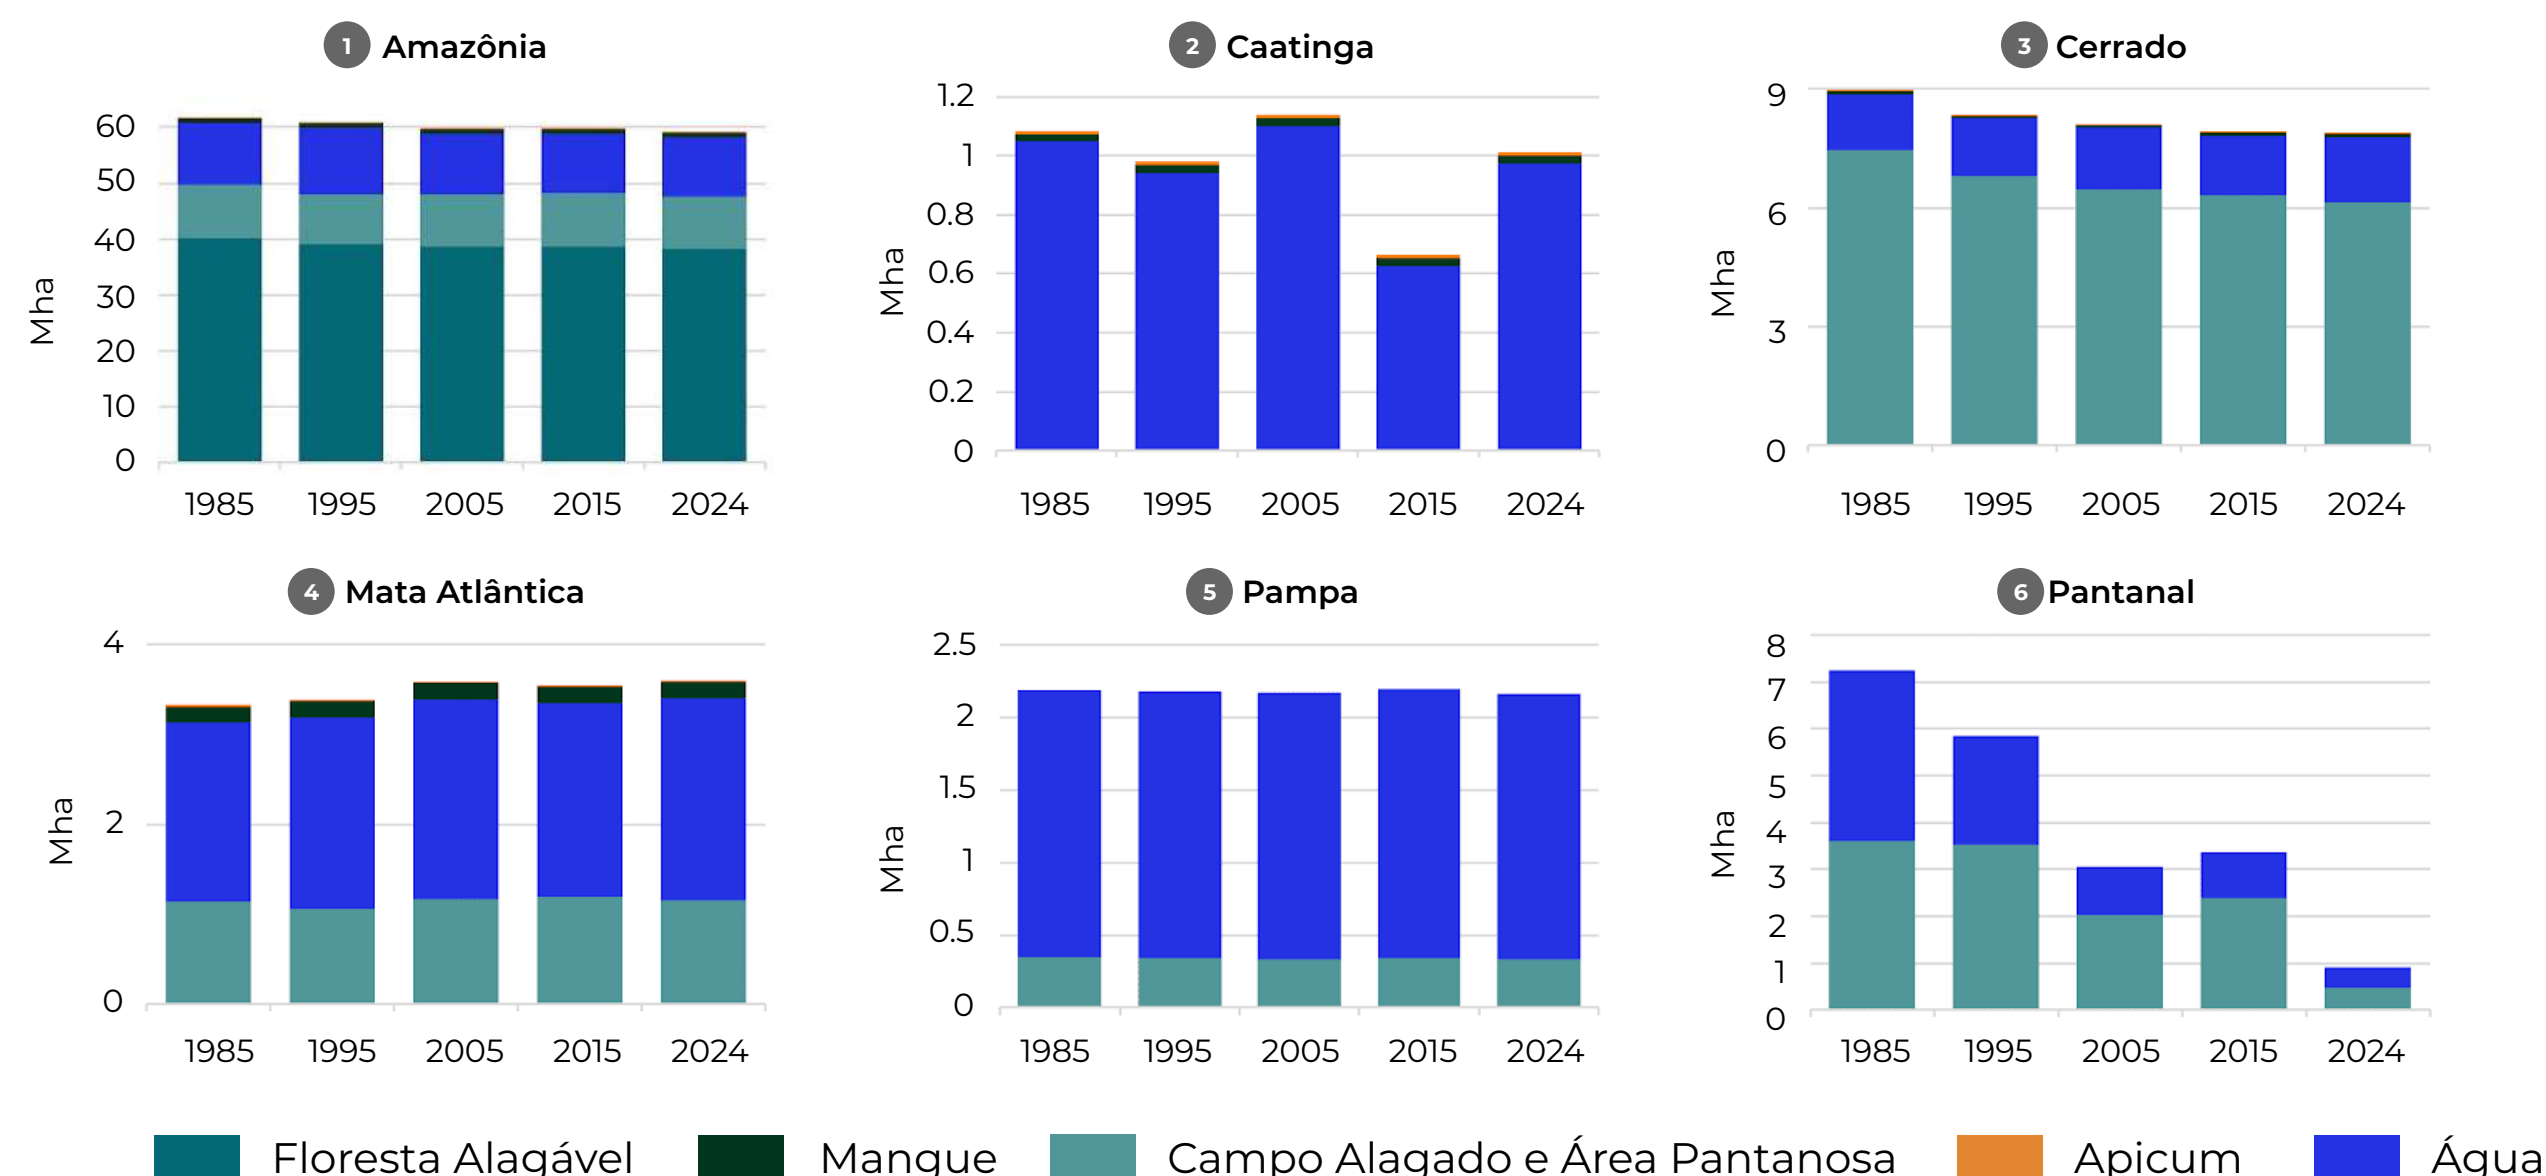 1 Amazônia
Mha
60
50
40
30
20
10
0
1985 1995 2005 2015 2024
2 Caatinga
Mha
1.2
1
0.8
0.6
0.4
0.2
0
1985 1995 2005 2015 2024
3 Cerrado
Mha
9
6
3
0
1985 1995 2005 2015 2024
4 Mata Atlântica
Mha
4
2
0
1985 1995 2005 2015 2024
5 Pampa
Mha
2.5
2
1.5
1
0.5
0
1985 1995 2005 2015 2024
6 Pantanal
Mha
8
7
6
5
4
3
2
1
0
1985 1995 2005 2015 2024
Floresta Alagável Mangue Campo Alagado e Área Pantanosa Apicum Água